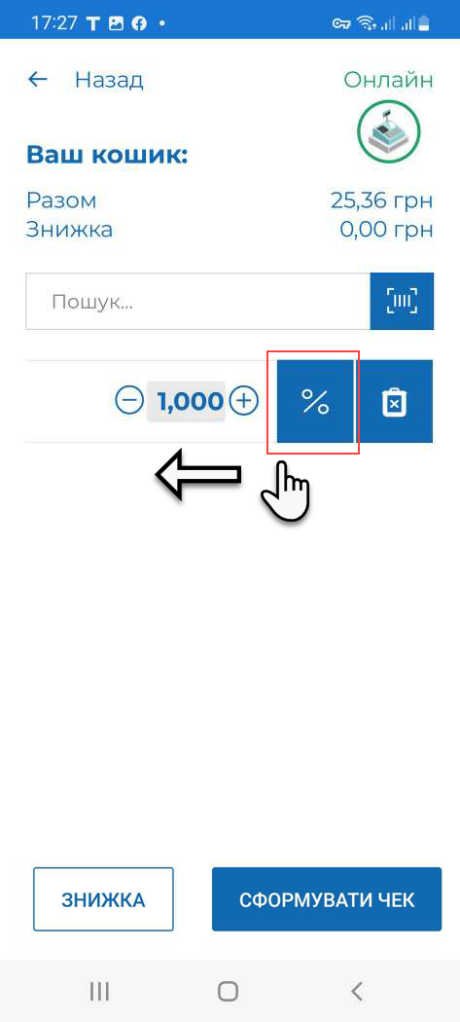 17:27
← Назад
Онлайн
Ваш кошик:
Разом 25,36 грн
Знижка 0,00 грн
Пошук...
1,000 %
ЗНИЖКА
СФОРМУВАТИ ЧЕК